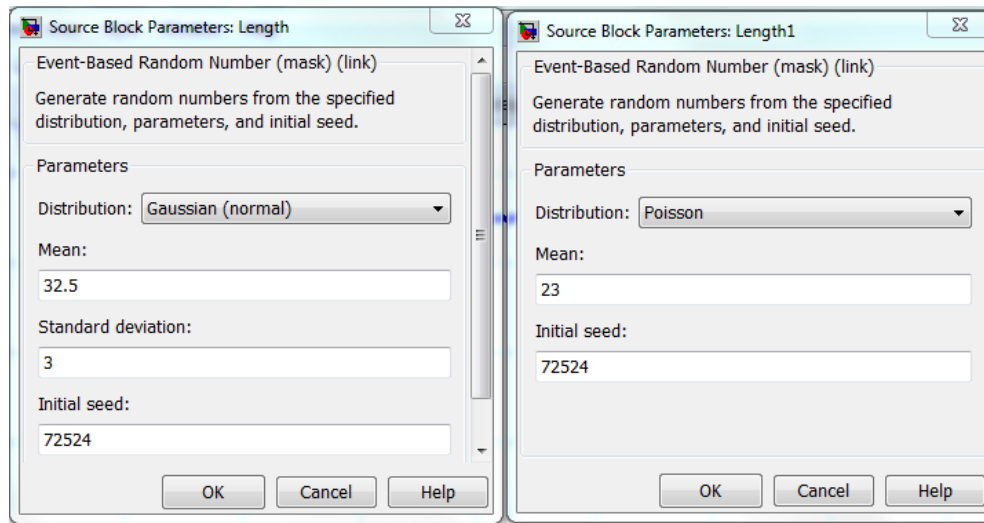 Source Block Parameters: Length
Event-Based Random Number (mask) (link)
Generate random numbers from the specified
distribution, parameters, and initial seed.
Parameters
Distribution: Gaussian (normal)
Mean:
32.5
Standard deviation:
3
Initial seed:
72524
OK Cancel Help
Source Block Parameters: Length1
Event-Based Random Number (mask) (link)
Generate random numbers from the specified
distribution, parameters, and initial seed.
Parameters
Distribution: Poisson
Mean:
23
Initial seed:
72524
OK Cancel Help